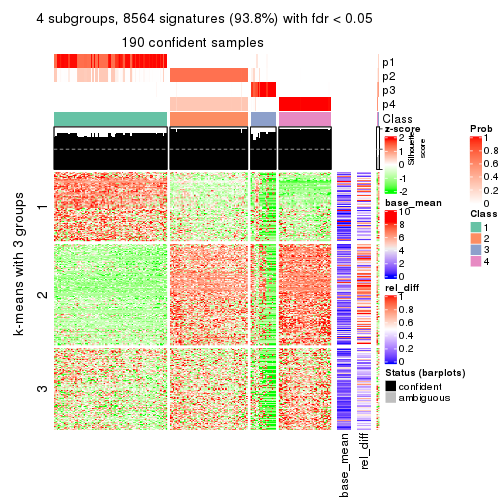 4 subgroups, 8564 signatures (93.8%) with fdr < 0.05
190 confident samples
p1
p2
p3
p4
Class
k-means with 3 groups
1
2
3
Silhouette
score
base_mean
rel_diff
z-score
2
1
0
-1
-2
base_mean
10
8
6
4
2
0
rel_diff
1
0.8
0.6
0.4
0.2
0
Status (barplots)
confident
ambiguous
Prob
1
0.8
0.6
0.4
0.2
0
Class
1
2
3
4